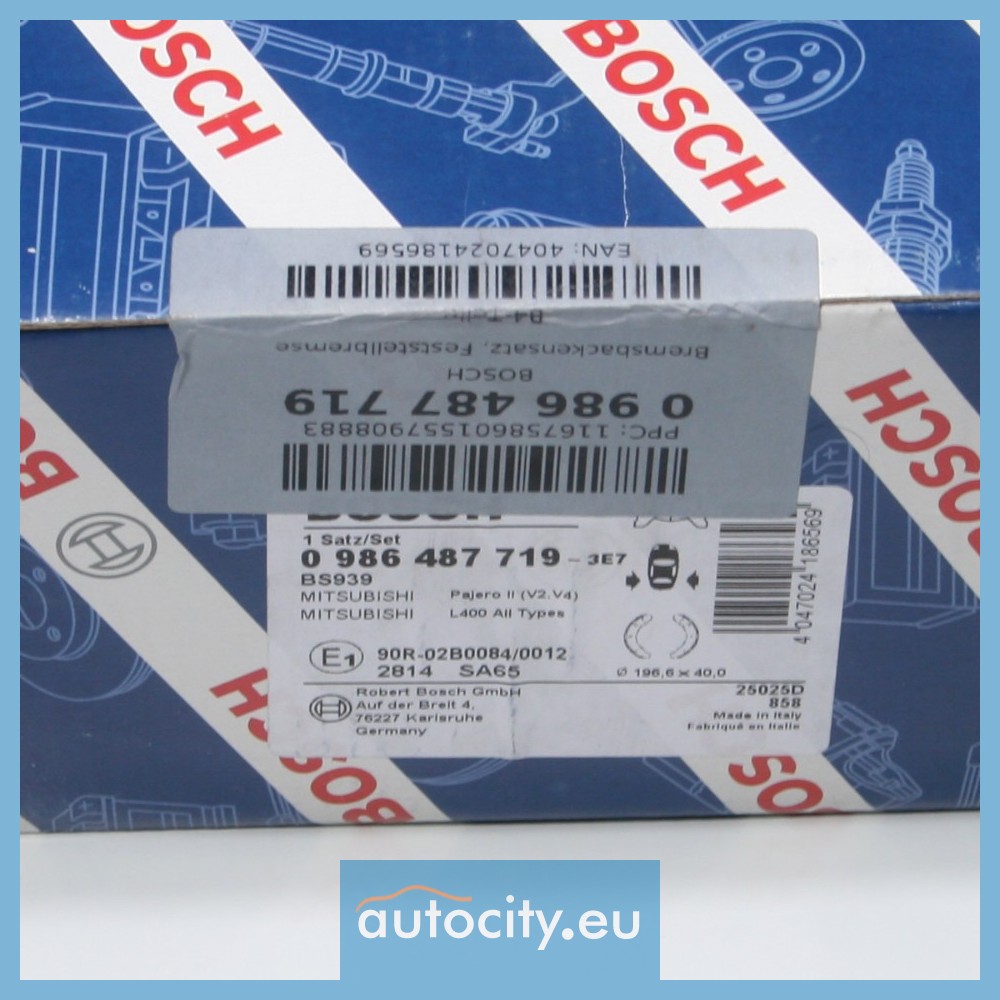 BOSCH
BOSCH
EAN: 4047024186569
Bremsbackensatz, Feststellbremse
BOSCH
0 986 487 719
PPC: 1167586015579088883
BOSCH
1 Satz/Set
0 986 487 719 - 3E7
BS939
MITSUBISHI Pajero II (V2.V4)
MITSUBISHI L400 All Types
E1 90R-02B0084/0012
2814 SA65
Ø 196,6 x 40,0
4 047024 186569
Robert Bosch GmbH
Auf der Breit 4,
76227 Karlsruhe
Germany
25025D
858
Made in Italy
Fabriqué en Italie
BOSCH
autocity.eu